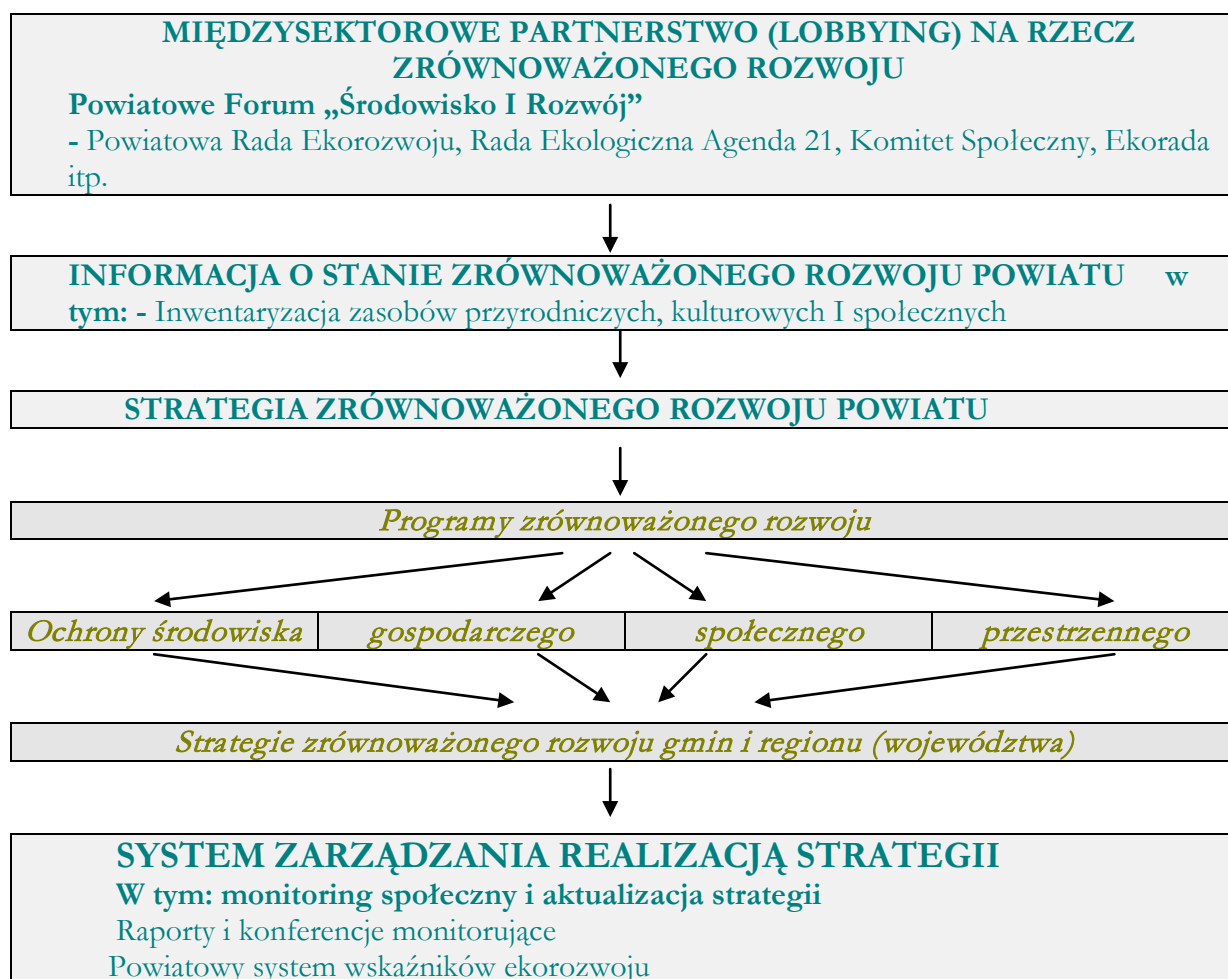 MIĘDZYSEKTOROWE PARTNERSTWO (LOBBYING) NA RZECZ
ZRÓWNOWAŻONEGO ROZWOJU
Powiatowe Forum „Środowisko I Rozwój”
- Powiatowa Rada Ekorozwoju, Rada Ekologiczna Agenda 21, Komitet Społeczny, Ekorada
itp.
INFORMACJA O STANIE ZRÓWNOWAŻONEGO ROZWOJU POWIATU w
tym: - Inwentaryzacja zasobów przyrodniczych, kulturowych I społecznych
STRATEGIA ZRÓWNOWAŻONEGO ROZWOJU POWIATU
Programy zrównoważonego rozwoju
Ochrony środowiska gospodarczego społecznego przestrzennego
Strategie zrównoważonego rozwoju gmin i regionu (województwa)
SYSTEM ZARZĄDZANIA REALIZACJĄ STRATEGII
W tym: monitoring społeczny i aktualizacja strategii
Raporty i konferencje monitorujące
Powiatowy system wskaźników ekorozwoju